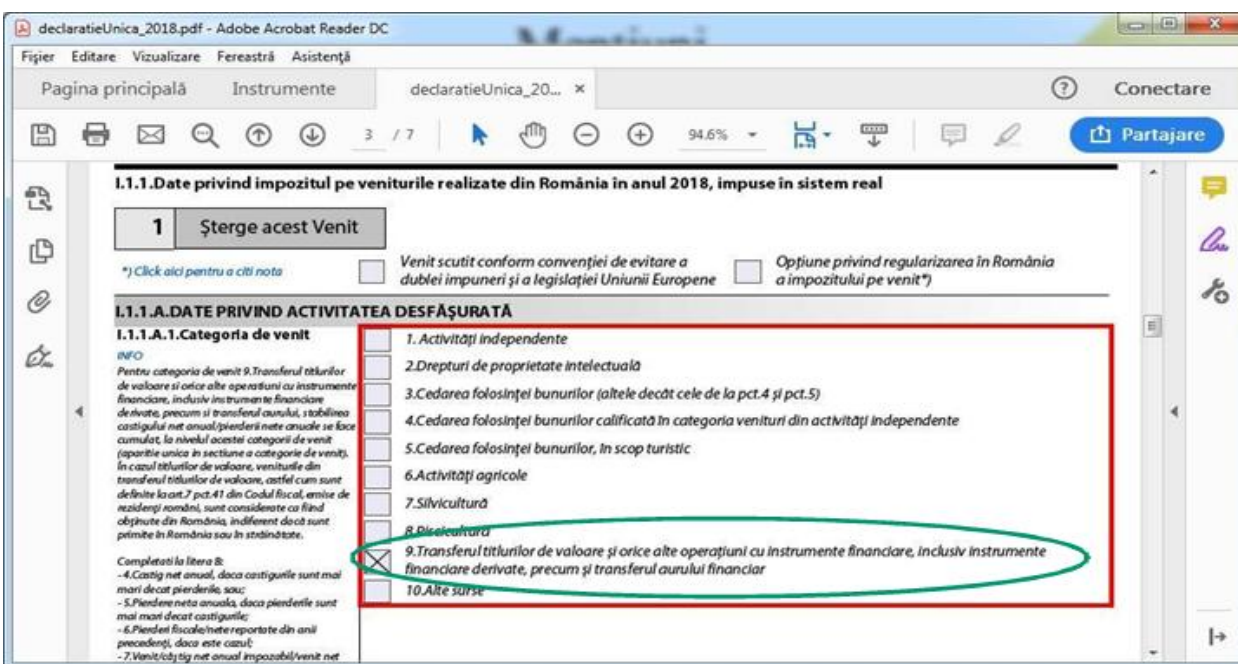 declaratieUnica_2018.pdf - Adobe Acrobat Reader DC
Fișier Editare Vizualizare Fereastră Asistență
Pagina principală Instrumente declaratieUnica_20... × ? Conectare
3 / 7 94.6% Partajare
I.1.1.Date privind impozitul pe veniturile realizate din România în anul 2018, impuse în sistem real
1 Șterge acest Venit
*) Click aici pentru a citi nota
Venit scutit conform convenției de evitare a
dublei impuneri și a legislației Uniunii Europene
Opțiune privind regularizarea în România
a impozitului pe venit*)
I.1.1.A.DATE PRIVIND ACTIVITATEA DESFĂȘURATĂ
I.1.1.A.1.Categoria de venit
INFO
Pentru categoria de venit 9.Transferul titlurilor
de valoare si orice alte operatiuni cu instrumente
financiare, inclusiv instrumente financiare
derivate, precum si transferul aurului, stabilirea
castigului net anual/pierderii nete anuale se face
cumulat, la nivelul acestei categorii de venit
(aparitie unica in sectiune a categorie de venit).
În cazul titlurilor de valoare, veniturile din
transferul titlurilor de valoare, astfel cum sunt
definite la art.7 pct.41 din Codul fiscal, emise de
rezidenți români, sunt considerate ca fiind
obținute din România, indiferent dacă sunt
primite în România sau în străinătate.
Completati la litera B:
- 4.Castig net anual, daca castigurile sunt mai
mari decat pierderile, sau;
- 5.Pierdere neta anuala, daca pierderile sunt
mai mari decat castigurile;
- 6.Pierderi fiscale/nete reportate din anii
precedenți, daca este cazul;
- 7.Venit/câștig net anual impozabil/venit net
1. Activități independente
2.Drepturi de proprietate intelectuală
3.Cedarea folosinței bunurilor (altele decât cele de la pct.4 și pct.5)
4.Cedarea folosinței bunurilor calificată în categoria venituri din activități independente
5.Cedarea folosinței bunurilor, în scop turistic
6.Activități agricole
7.Silvicultură
8.Piscicultură
9.Transferul titlurilor de valoare și orice alte operațiuni cu instrumente financiare, inclusiv instrumente
financiare derivate, precum și transferul aurului financiar
10.Alte surse